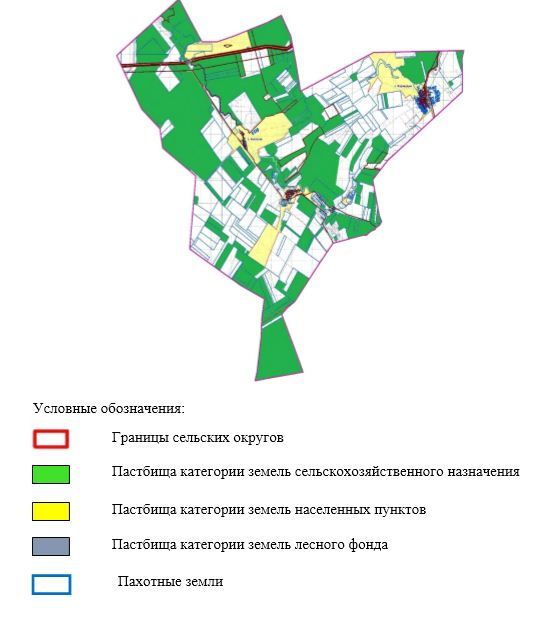 Условные обозначения:
Границы сельских округов
Пастбища категории земель сельскохозяйственного назначения
Пастбища категории земель населенных пунктов
Пастбища категории земель лесного фонда
Пахотные земли